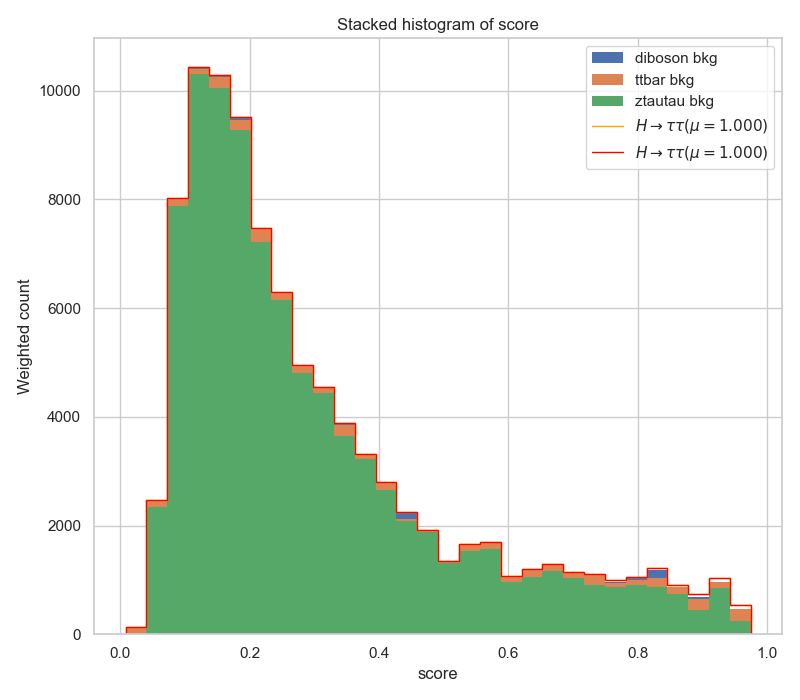 Stacked histogram of score
diboson bkg
ttbar bkg
ztautau bkg
H → ττ(μ = 1.000)
H → ττ(μ = 1.000)
Weighted count
10000
8000
6000
4000
2000
0
0.0 0.2 0.4 0.6 0.8 1.0
score